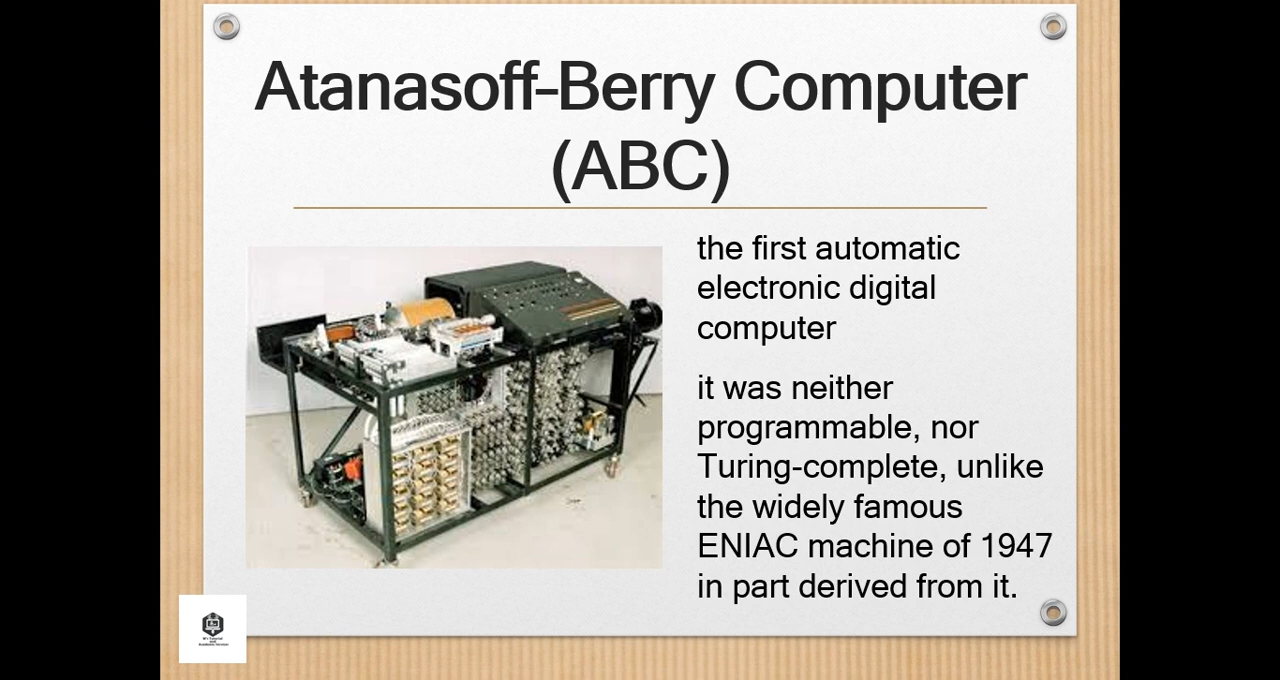 Atanasoff–Berry Computer
(ABC)
the first automatic
electronic digital
computer
it was neither
programmable, nor
Turing-complete, unlike
the widely famous
ENIAC machine of 1947
in part derived from it.